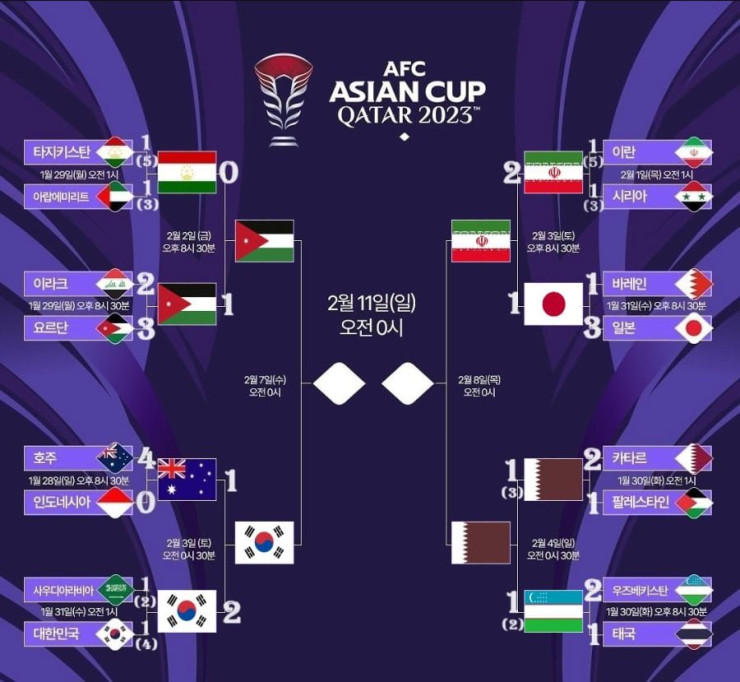 AFC
ASIAN CUP
QATAR 2023™
타지키스탄 1 (5)
1월 29일(월) 오전 1시
아랍에미리트 1 (3)
0
2월 2일 (금)
오후 8시 30분
이라크 2
1월 29일(월) 오후 8시 30분
요르단 3
1
2월 7일(수)
오전 0시
호주 4
1월 28일(일) 오후 8시 30분
인도네시아 0
1
2월 3일 (토)
오전 0시 30분
사우디아라비아 1 (2)
1월 31일(수) 오전 1시
대한민국 1 (4)
2
2월 11일(일)
오전 0시
1 (5) 이란
2월 1일(목) 오전 1시
1 (3) 시리아
2
2월 3일(토)
오후 8시 30분
1 바레인
1월 31일(수) 오후 8시 30분
3 일본
1
2월 8일(목)
오전 0시
2 카타르
1월 30일(화) 오전 1시
1 팔레스타인
1 (3)
2월 4일(일)
오전 0시 30분
2 우즈베키스탄
1월 30일(화) 오후 8시 30분
1 태국
1 (2)